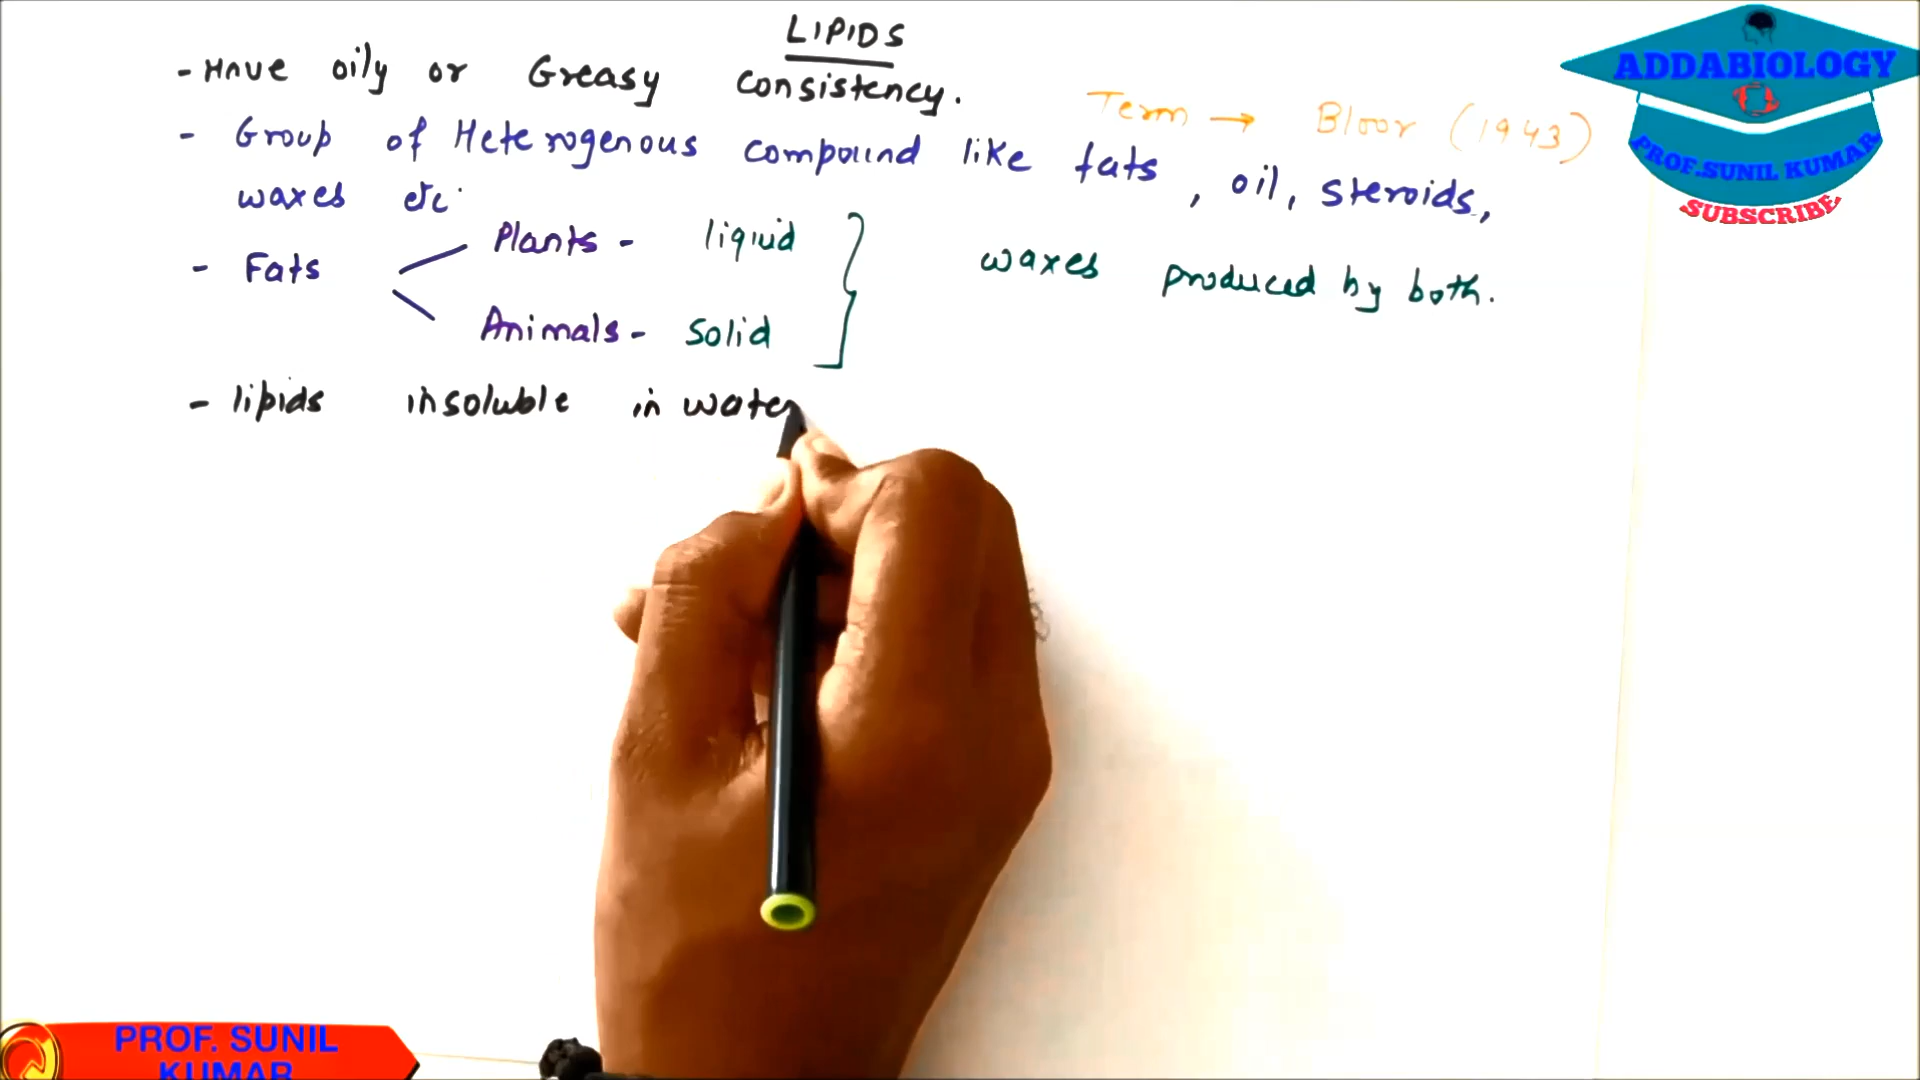 LIPIDS
- Have oily or Greasy consistency.
Term → Bloor (1943)
- Group of Heterogenous compound like fats, oil, steroids,
waxes etc.
- Fats
Plants - liquid
Animals - Solid
waxes produced by both.
- lipids insoluble in water
ADDABIOLOGY
PROF.SUNIL KUMAR
SUBSCRIBE
PROF. SUNIL
KUMAR